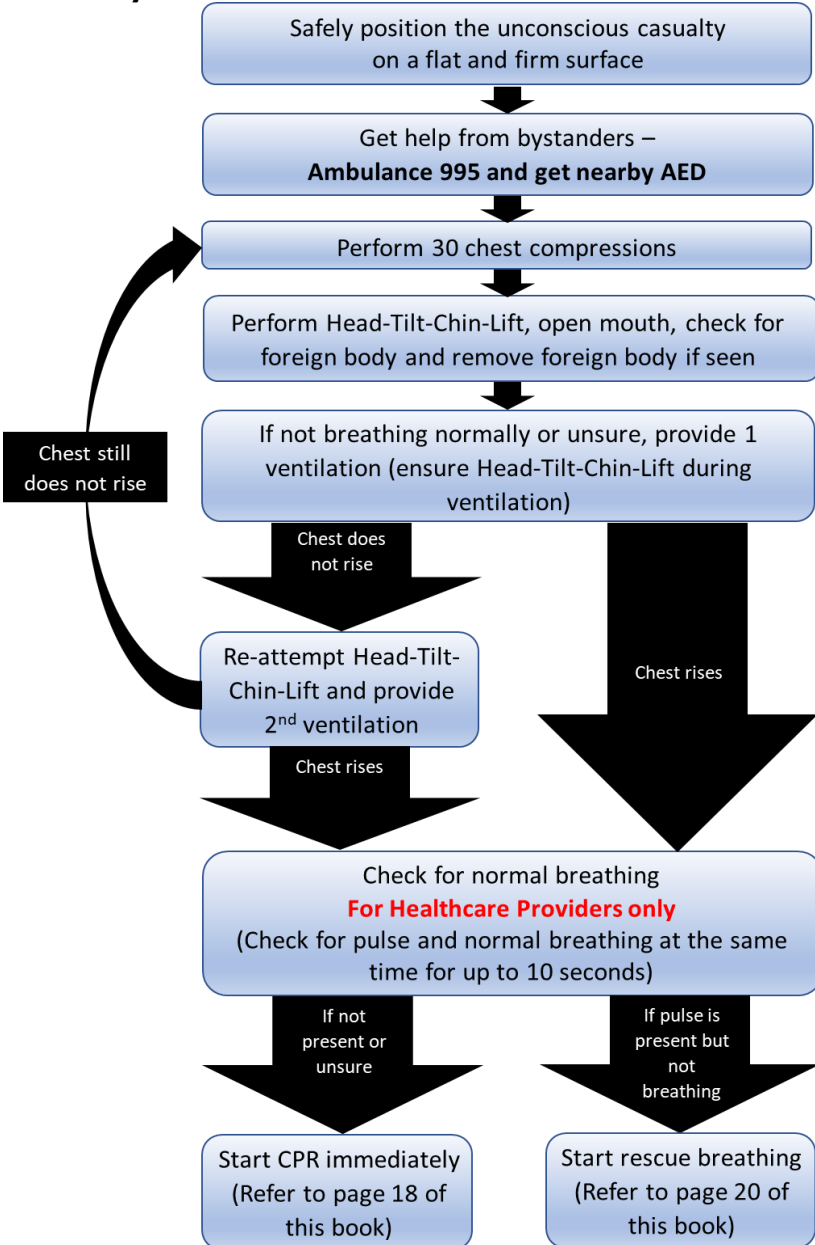 Safely position the unconscious casualty
on a flat and firm surface
Get help from bystanders –
Ambulance 995 and get nearby AED
Perform 30 chest compressions
Perform Head-Tilt-Chin-Lift, open mouth, check for
foreign body and remove foreign body if seen
Chest still
does not rise
If not breathing normally or unsure, provide 1
ventilation (ensure Head-Tilt-Chin-Lift during
ventilation)
Chest does
not rise
Chest rises
Re-attempt Head-Tilt-
Chin-Lift and provide
2nd ventilation
Chest rises
Check for normal breathing
For Healthcare Providers only
(Check for pulse and normal breathing at the same
time for up to 10 seconds)
If not
present or
unsure
If pulse is
present but
not
breathing
Start CPR immediately
(Refer to page 18 of
this book)
Start rescue breathing
(Refer to page 20 of
this book)